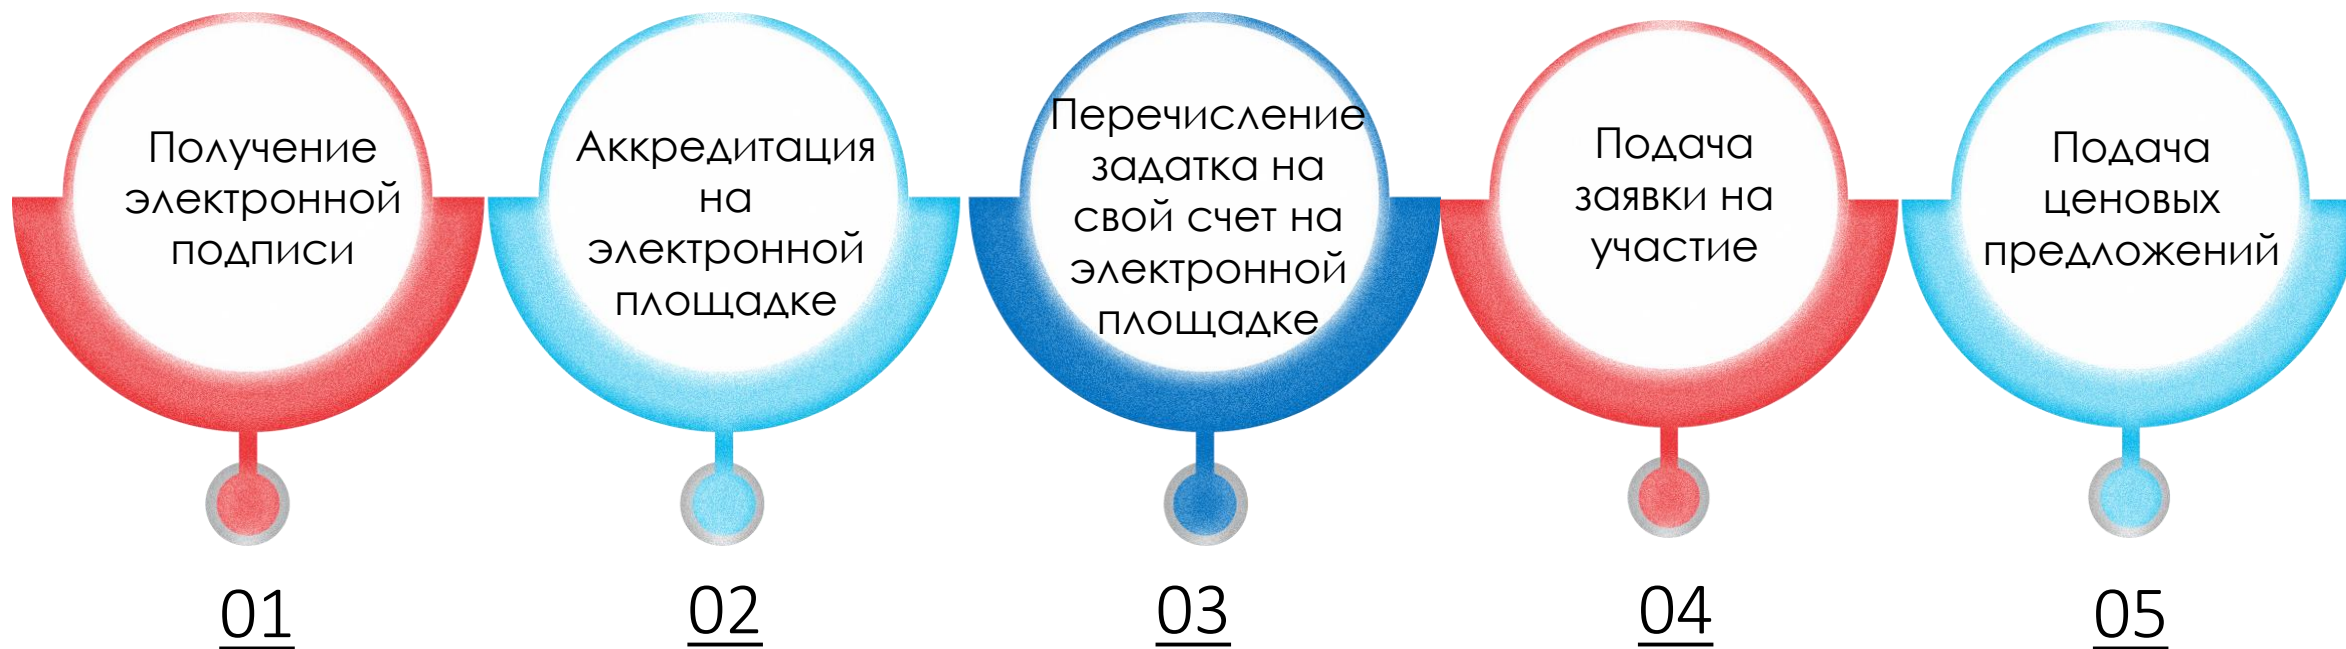 Получение
электронной
подписи
01
Аккредитация
на
электронной
площадке
02
Перечисление
задатка на
свой счет на
электронной
площадке
03
Подача
заявки на
участие
04
Подача
ценовых
предложений
05